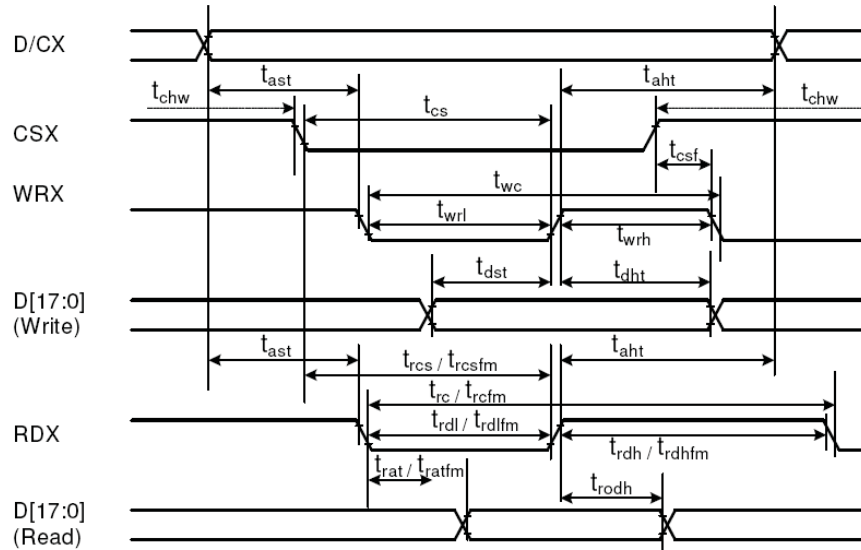 D/CX
t_ast t_aht
t_chw t_cs t_chw
CSX
t_csf
WRX t_wc
t_wrl t_wrh
t_dst t_dht
D[17:0]
(Write)
t_ast t_aht
t_rcs / t_rcsfm
t_rc / t_rcfm
RDX t_rdl / t_rdlfm
t_rdh / t_rdhfm
t_rat / t_ratfm
t_rodh
D[17:0]
(Read)